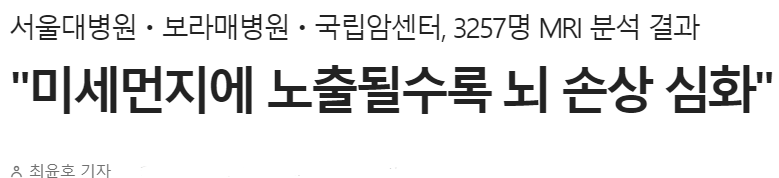 서울대병원·보라매병원·국립암센터, 3257명 MRI 분석 결과
"미세먼지에 노출될수록 뇌 손상 심화"
최윤호 기자